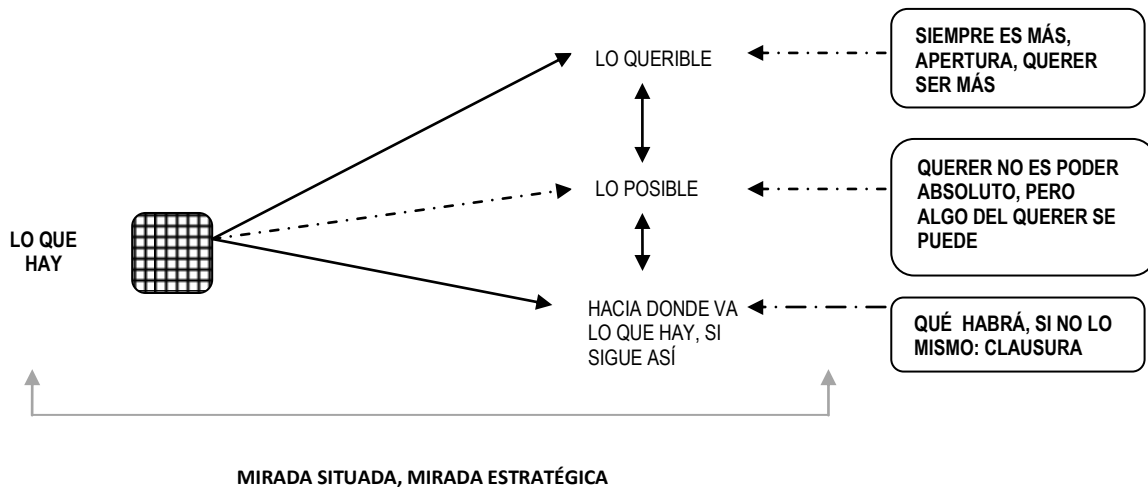 LO QUE
HAY
LO QUERIBLE
LO POSIBLE
HACIA DONDE VA
LO QUE HAY, SI
SIGUE ASÍ
SIEMPRE ES MÁS,
APERTURA, QUERER
SER MÁS
QUERER NO ES PODER
ABSOLUTO, PERO
ALGO DEL QUERER SE
PUEDE
QUÉ HABRÁ, SI NO LO
MISMO: CLAUSURA
MIRADA SITUADA, MIRADA ESTRATÉGICA